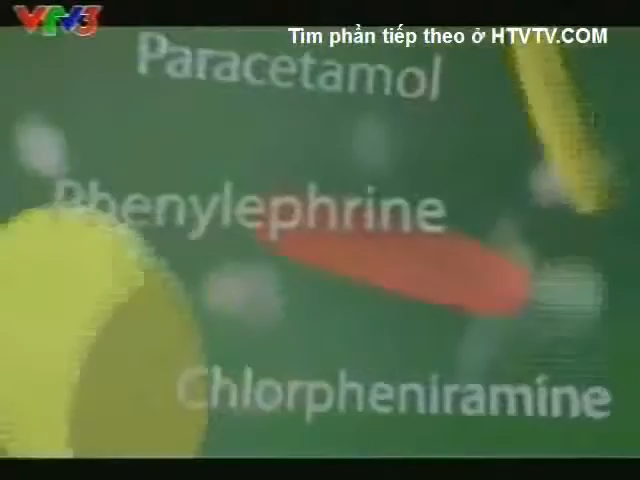 VTV3
Tìm phần tiếp theo ở HTVTV.COM
Paracetamol
Phenylephrine
Chlorpheniramine